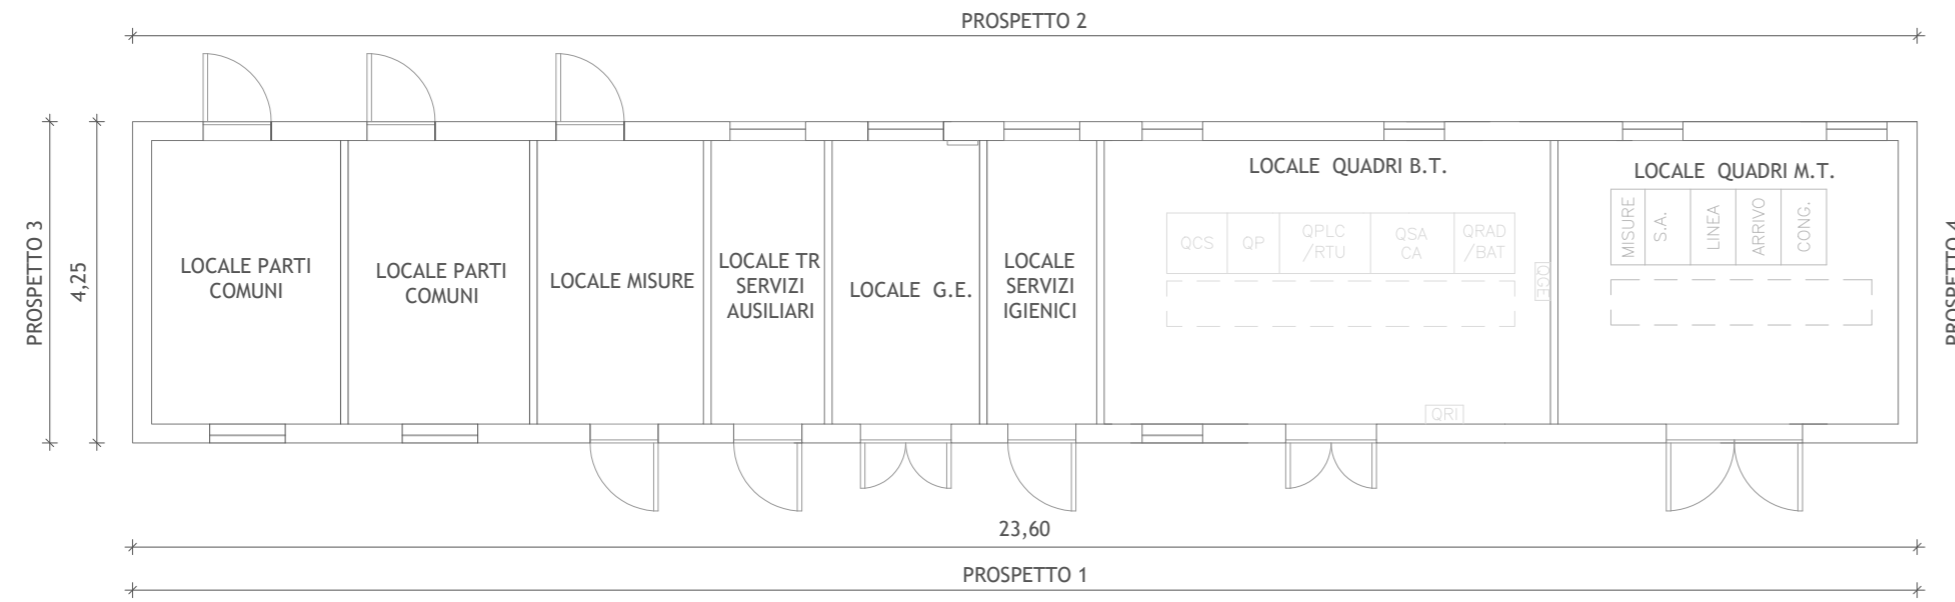 PROSPETTO 2
PROSPETTO 3
4,25
LOCALE PARTI
COMUNI
LOCALE PARTI
COMUNI
LOCALE MISURE
LOCALE TR
SERVIZI
AUSILIARI
LOCALE G.E.
LOCALE
SERVIZI
IGIENICI
LOCALE QUADRI B.T.
QCS
QP
QPLC
/RTU
QSA
CA
QRAD
/BAT
QGE
QRI
LOCALE QUADRI M.T.
MISURE
S.A.
LINEA
ARRIVO
CONG.
PROSPETTO 4
23,60
PROSPETTO 1